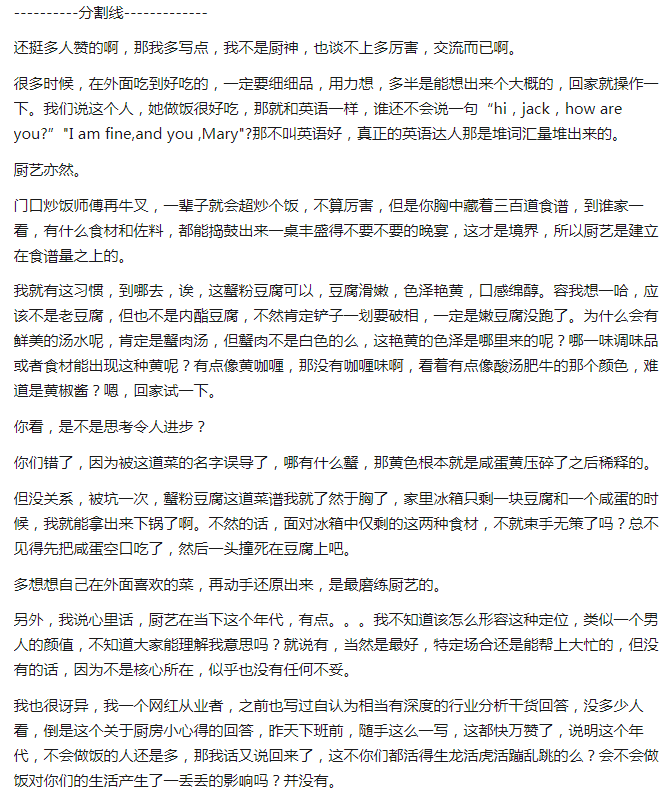 ----------分割线-------------
还挺多人赞的啊，那我多写点，我不是厨神，也谈不上多厉害，交流而已啊。
很多时候，在外面吃到好吃的，一定要细细品，用力想，多半是能想出来个大概的，回家就操作一
下。我们说这个人，她做饭很好吃，那就和英语一样，谁还不会说一句“hi，jack，how are
you?”"I am fine,and you ,Mary"?那不叫英语好，真正的英语达人那是堆词汇量堆出来的。
厨艺亦然。
门口炒饭师傅再牛叉，一辈子就会超炒个饭，不算厉害，但是你胸中藏着三百道食谱，到谁家一
看，有什么食材和佐料，都能捣鼓出来一桌丰盛得不要不要的晚宴，这才是境界，所以厨艺是建立
在食谱量之上的。
我就有这习惯，到哪去，诶，这蟹粉豆腐可以，豆腐滑嫩，色泽艳黄，口感绵醇。容我想一哈，应
该不是老豆腐，但也不是内酯豆腐，不然肯定铲子一划要破相，一定是嫩豆腐没跑了。为什么会有
鲜美的汤水呢，肯定是蟹肉汤，但蟹肉不是白色的么，这艳黄的色泽是哪里来的呢？哪一味调味品
或者食材能出现这种黄呢？有点像黄咖喱，那没有咖喱味啊，看着有点像酸汤肥牛的那个颜色，难
道是黄椒酱？嗯，回家试一下。
你看，是不是思考令人进步？
你们错了，因为被这道菜的名字误导了，哪有什么蟹，那黄色根本就是咸蛋黄压碎了之后稀释的。
但没关系，被坑一次，蟹粉豆腐这道菜谱我就了然于胸了，家里冰箱只剩一块豆腐和一个咸蛋的时
候，我就能拿出来下锅了啊。不然的话，面对冰箱中仅剩的这两种食材，不就束手无策了吗？总不
见得先把咸蛋空口吃了，然后一头撞死在豆腐上吧。
多想想自己在外面喜欢的菜，再动手还原出来，是最磨练厨艺的。
另外，我说心里话，厨艺在当下这个年代，有点。。。我不知道该怎么形容这种定位，类似一个男
人的颜值，不知道大家能理解我意思吗？就说有，当然是最好，特定场合还是能帮上大忙的，但没
有的话，因为不是核心所在，似乎也没有任何不妥。
我也很讶异，我一个网红从业者，之前也写过自认为相当有深度的行业分析干货回答，没多少人
看，倒是这个关于厨房小心得的回答，昨天下班前，随手这么一写，这都快万赞了，说明这个年
代，不会做饭的人还是多，那我话又说回来了，这不你们都活得生龙活虎活蹦乱跳的么？会不会做
饭对你们的生活产生了一丢丢的影响吗？并没有。